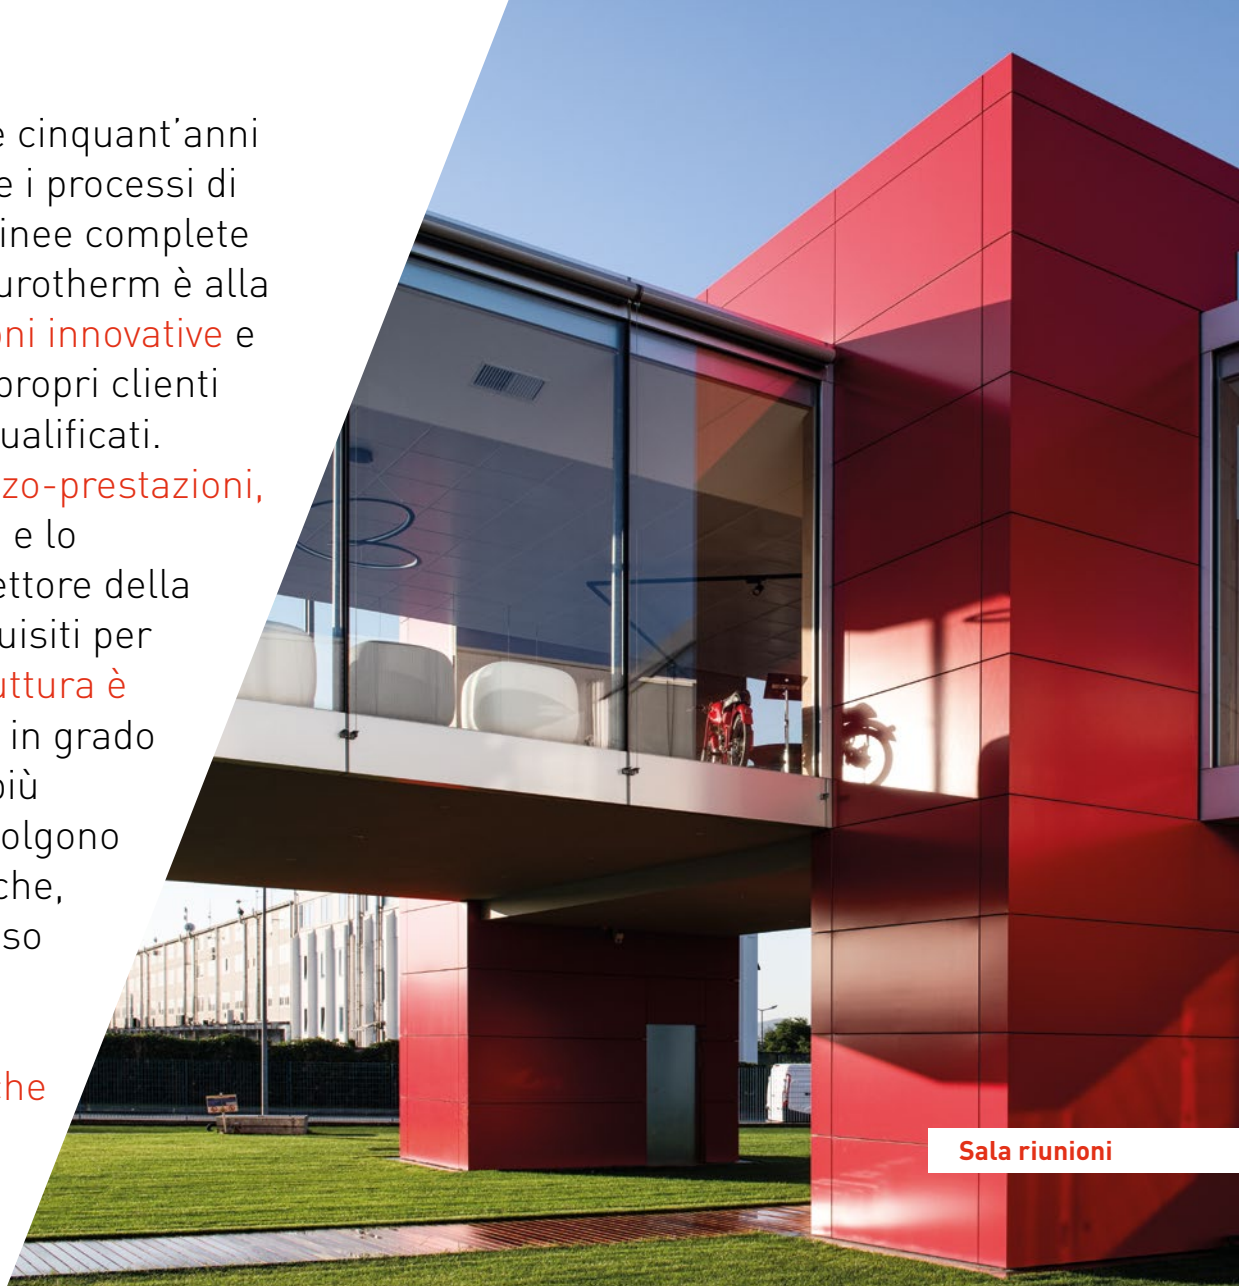 e cinquant’anni
e i processi di
inee complete
urotherm è alla
oni innovative e
propri clienti
ualificati.
zo-prestazioni,
e lo
ettore della
uisiti per
uttura è
in grado
più
olgono
che,
so
che
Sala riunioni